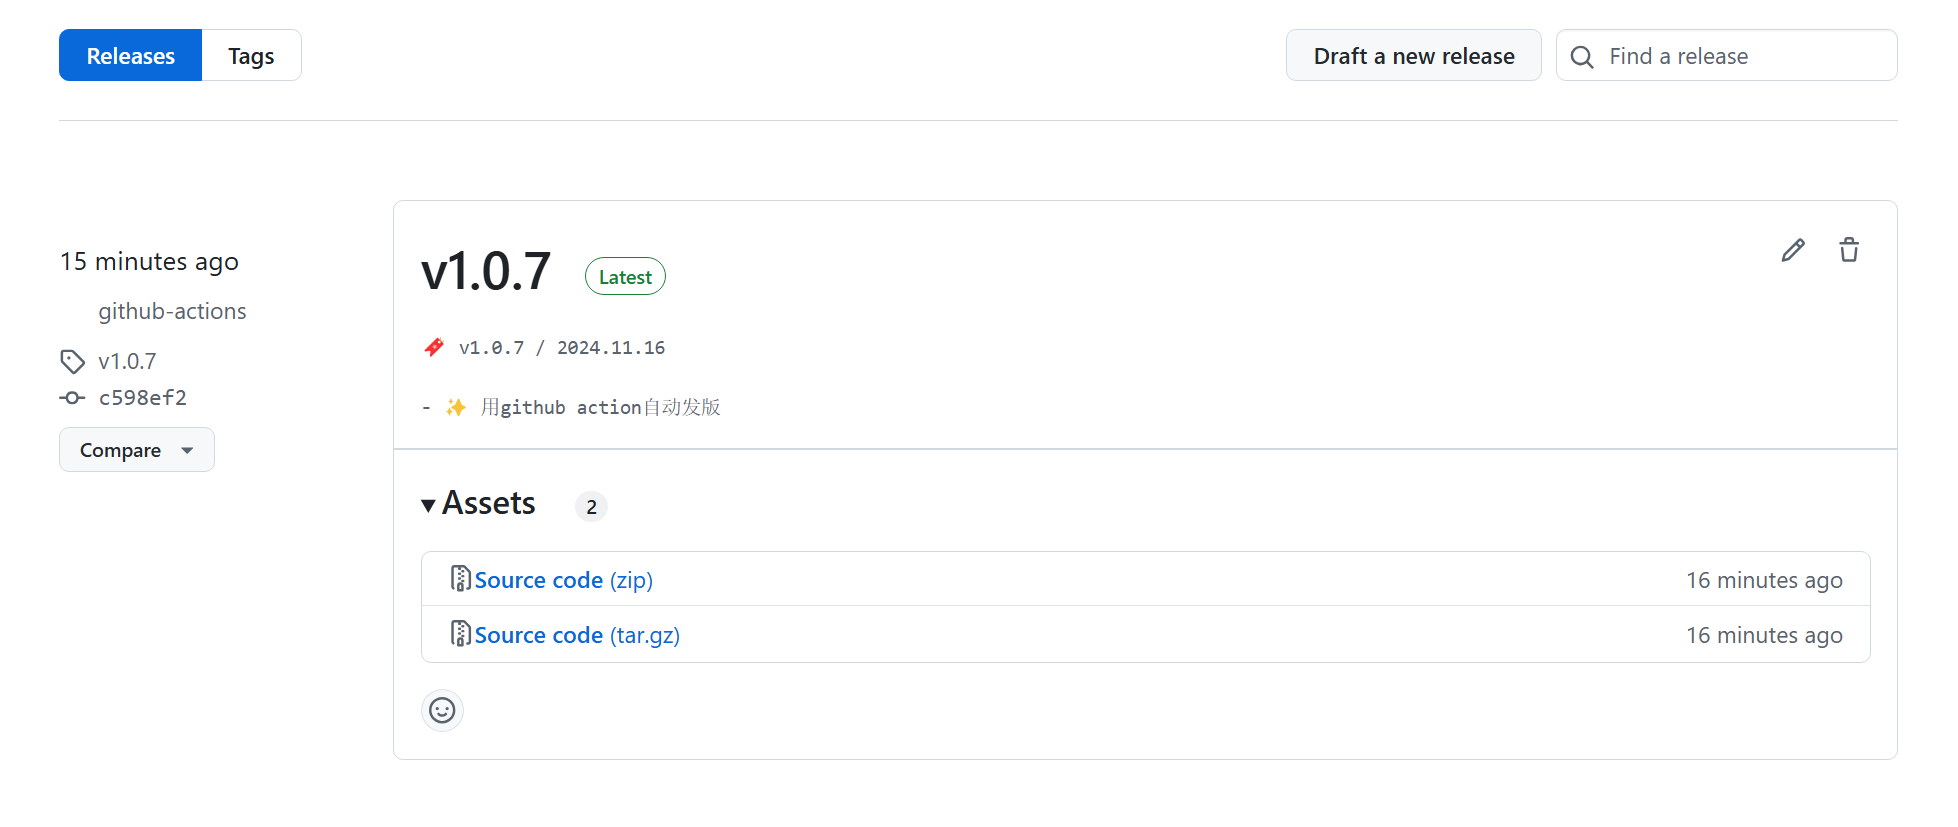 Releases Tags Draft a new release Find a release
15 minutes ago
github-actions
v1.0.7
c598ef2
Compare
v1.0.7 Latest
v1.0.7 / 2024.11.16
- ✨ 用github action自动发版
Assets 2
Source code (zip) 16 minutes ago
Source code (tar.gz) 16 minutes ago